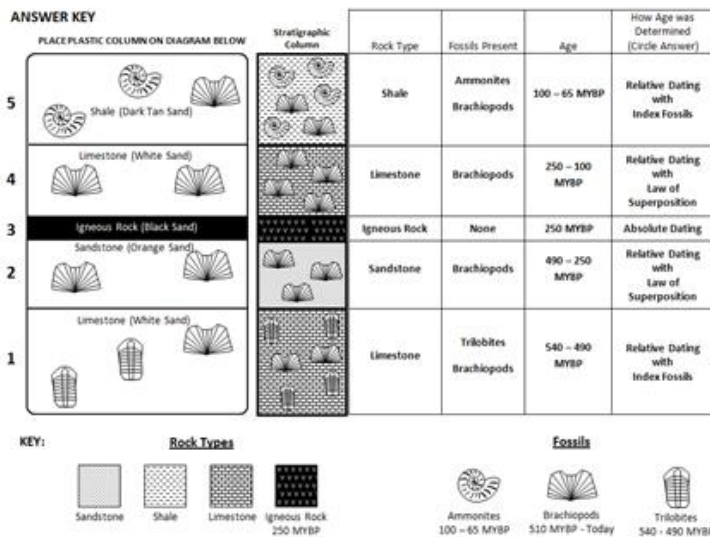 ANSWER KEY
PLACE PLASTIC COLUMN ON DIAGRAM BELOW
Stratigraphic
Column
Rock Type
Fossils Present
Age
How Age was
Determined
(Circle Answer)
5
Shale (Dark Tan Sand)
Shale
Ammonites
Brachiopods
100 – 65 MYBP
Relative Dating
with
Index Fossils
4
Limestone (White Sand)
Limestone
Brachiopods
250 – 100
MYBP
Relative Dating
with
Law of
Superposition
3
Igneous Rock (Black Sand)
Igneous Rock
None
250 MYBP
Absolute Dating
2
Sandstone (Orange Sand)
Sandstone
Brachiopods
490 – 250
MYBP
Relative Dating
with
Law of
Superposition
1
Limestone (White Sand)
Limestone
Trilobites
Brachiopods
540 – 490
MYBP
Relative Dating
with
Index Fossils
KEY:
Rock Types
Sandstone
Shale
Limestone
Igneous Rock
250 MYBP
Fossils
Ammonites
100 – 65 MYBP
Brachiopods
510 MYBP - Today
Trilobites
540 - 490 MYBP